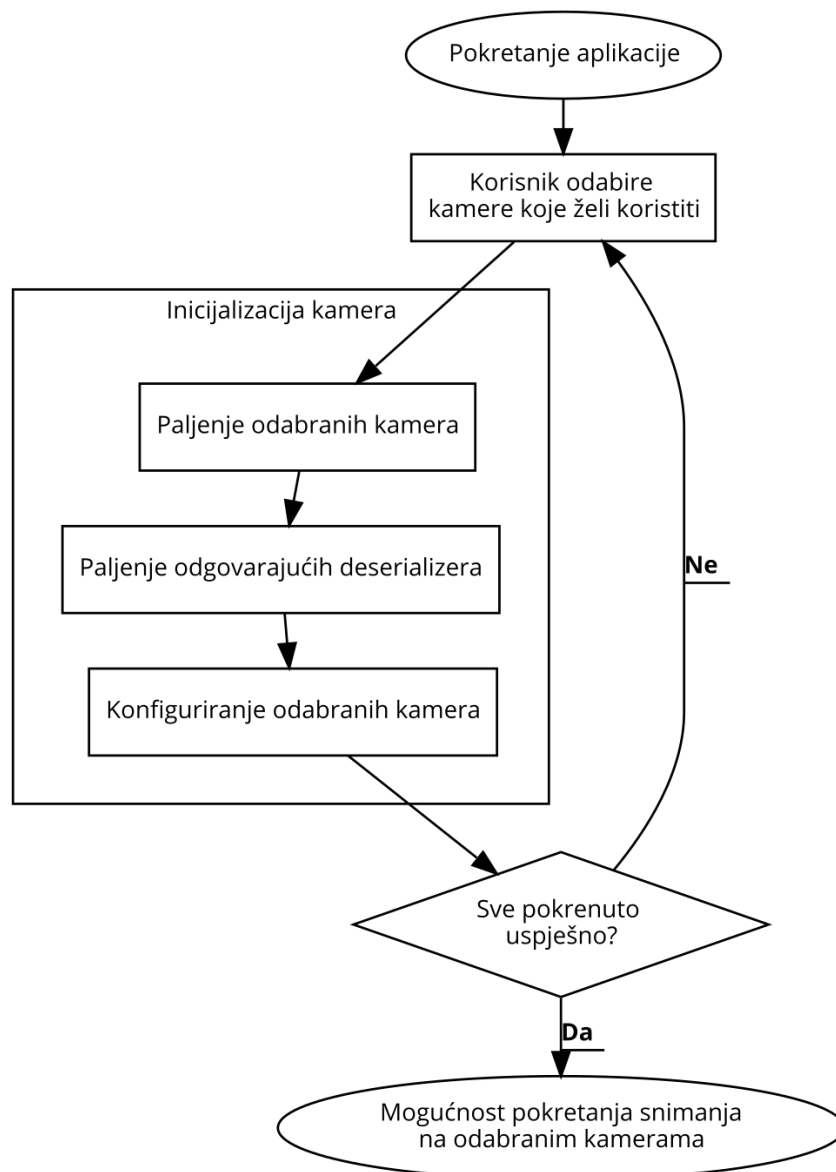 Pokretanje aplikacije
Korisnik odabire
kamere koje želi koristiti
Inicijalizacija kamera
Paljenje odabranih kamera
Paljenje odgovarajućih deserializera
Ne
Konfiguriranje odabranih kamera
Sve pokrenuto
uspješno?
Da
Mogućnost pokretanja snimanja
na odabranim kamerama